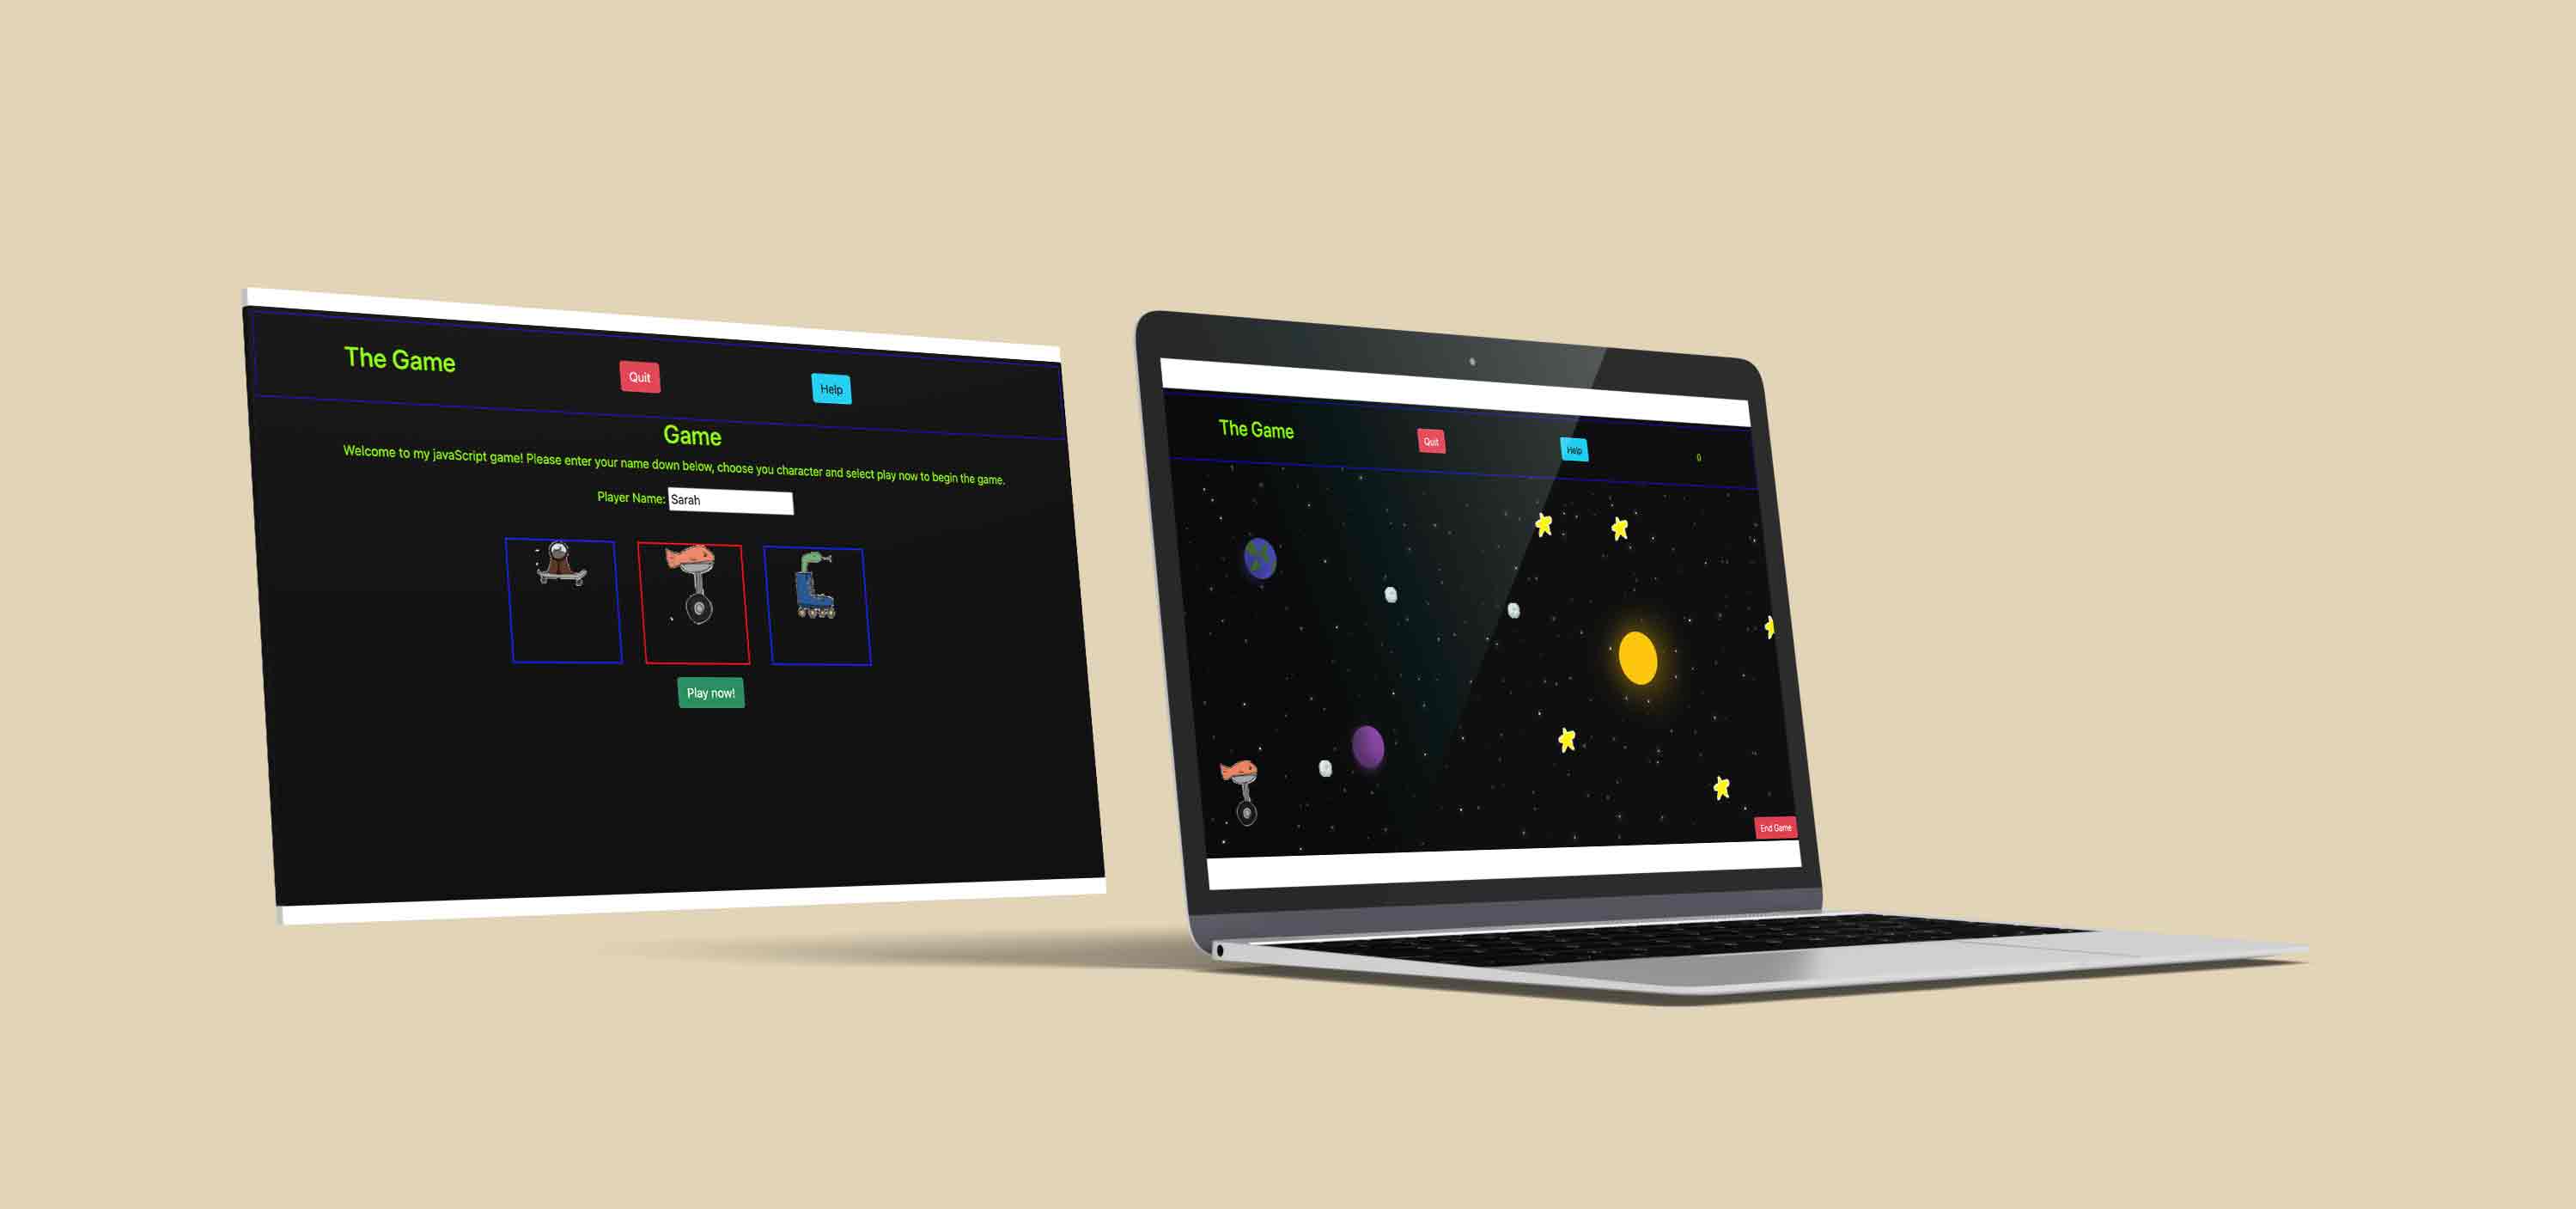 The Game
Quit
Help
Game
Welcome to my javaScript game! Please enter your name down below, choose you character and select play now to begin the game.
Player Name: Sarah
Play now!
The Game
Quit
Help
0
End Game